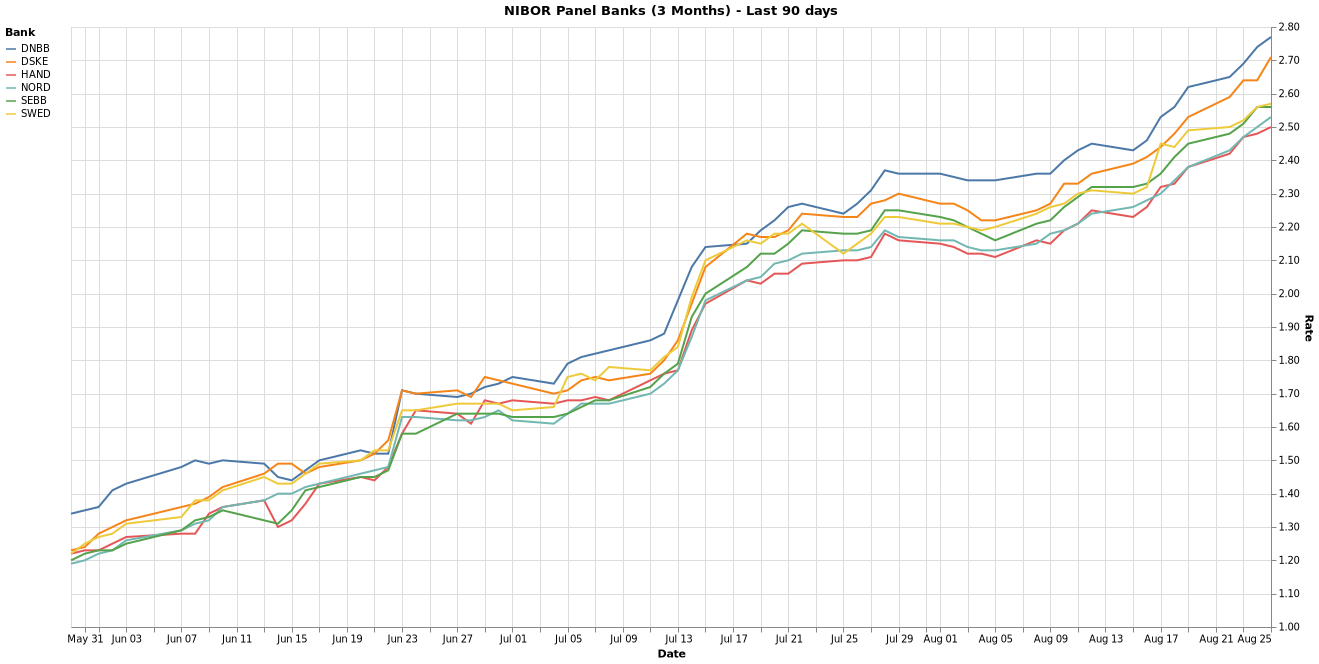 NIBOR Panel Banks (3 Months) - Last 90 days
Bank
DNBB
DSKE
HAND
NORD
SEBB
SWED
2.80
2.70
2.60
2.50
2.40
2.30
2.20
2.10
2.00
1.90
1.80
1.70
1.60
1.50
1.40
1.30
1.20
1.10
1.00
Rate
May 31 Jun 03 Jun 07 Jun 11 Jun 15 Jun 19 Jun 23 Jun 27 Jul 01 Jul 05 Jul 09 Jul 13 Jul 17 Jul 21 Jul 25 Jul 29 Aug 01 Aug 05 Aug 09 Aug 13 Aug 17 Aug 21 Aug 25
Date